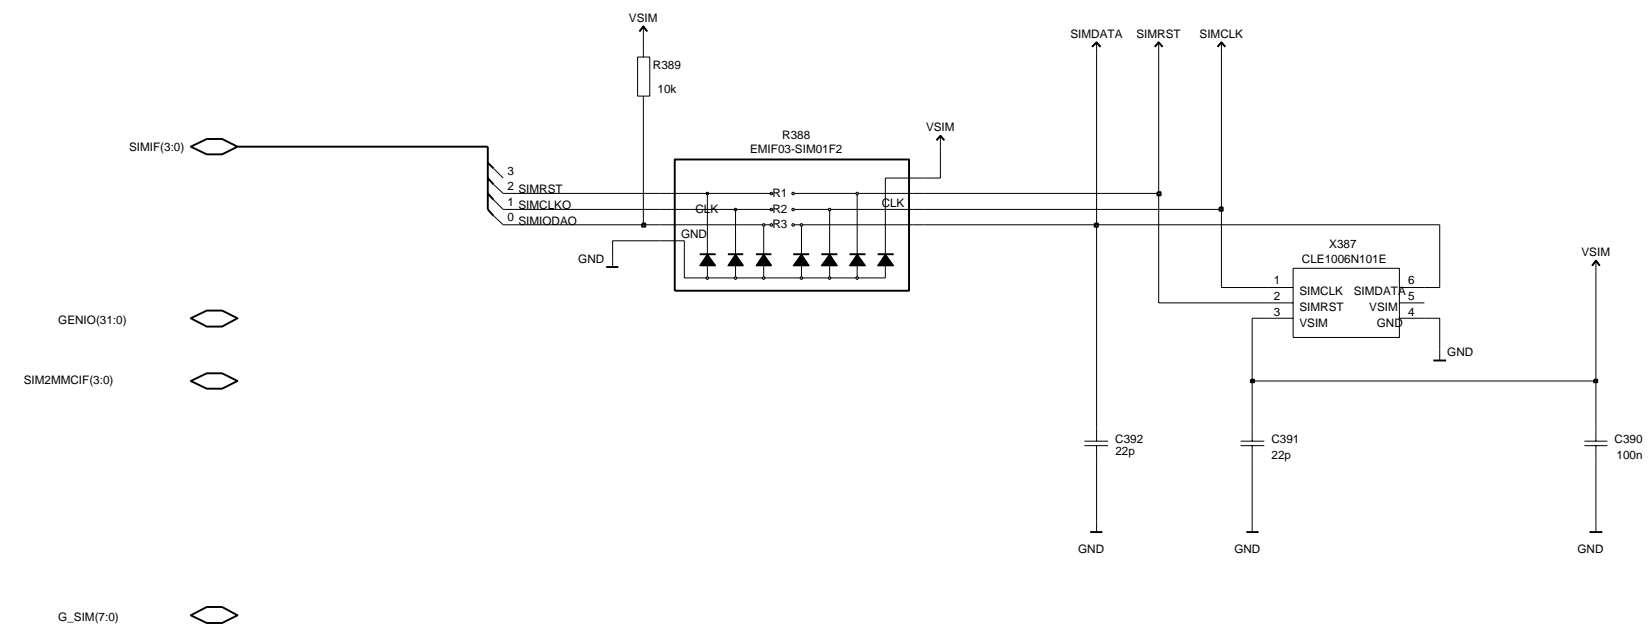 VSIM
SIMDATA SIMRST SIMCLK
R389
10k
R388
EMIF03-SIM01F2
VSIM
SIMIF(3:0)
3
2 SIMRST
1 SIMCLKO
0 SIMIODAO
R1
CLK R2 CLK
R3
GND
GND
X387
CLE1006N101E
VSIM
1 SIMCLK SIMDATA 6
2 SIMRST VSIM 5
3 VSIM GND 4
GND
GENIO(31:0)
SIM2MMCIF(3:0)
C392
22p
C391
22p
C390
100n
GND GND GND
G_SIM(7:0)